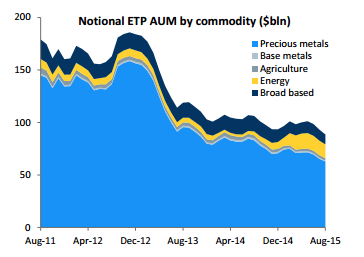 Notional ETP AUM by commodity ($bln)
200
150
100
50
0
Precious metals
Base metals
Agriculture
Energy
Broad based
Aug-11 Apr-12 Dec-12 Aug-13 Apr-14 Dec-14 Aug-15